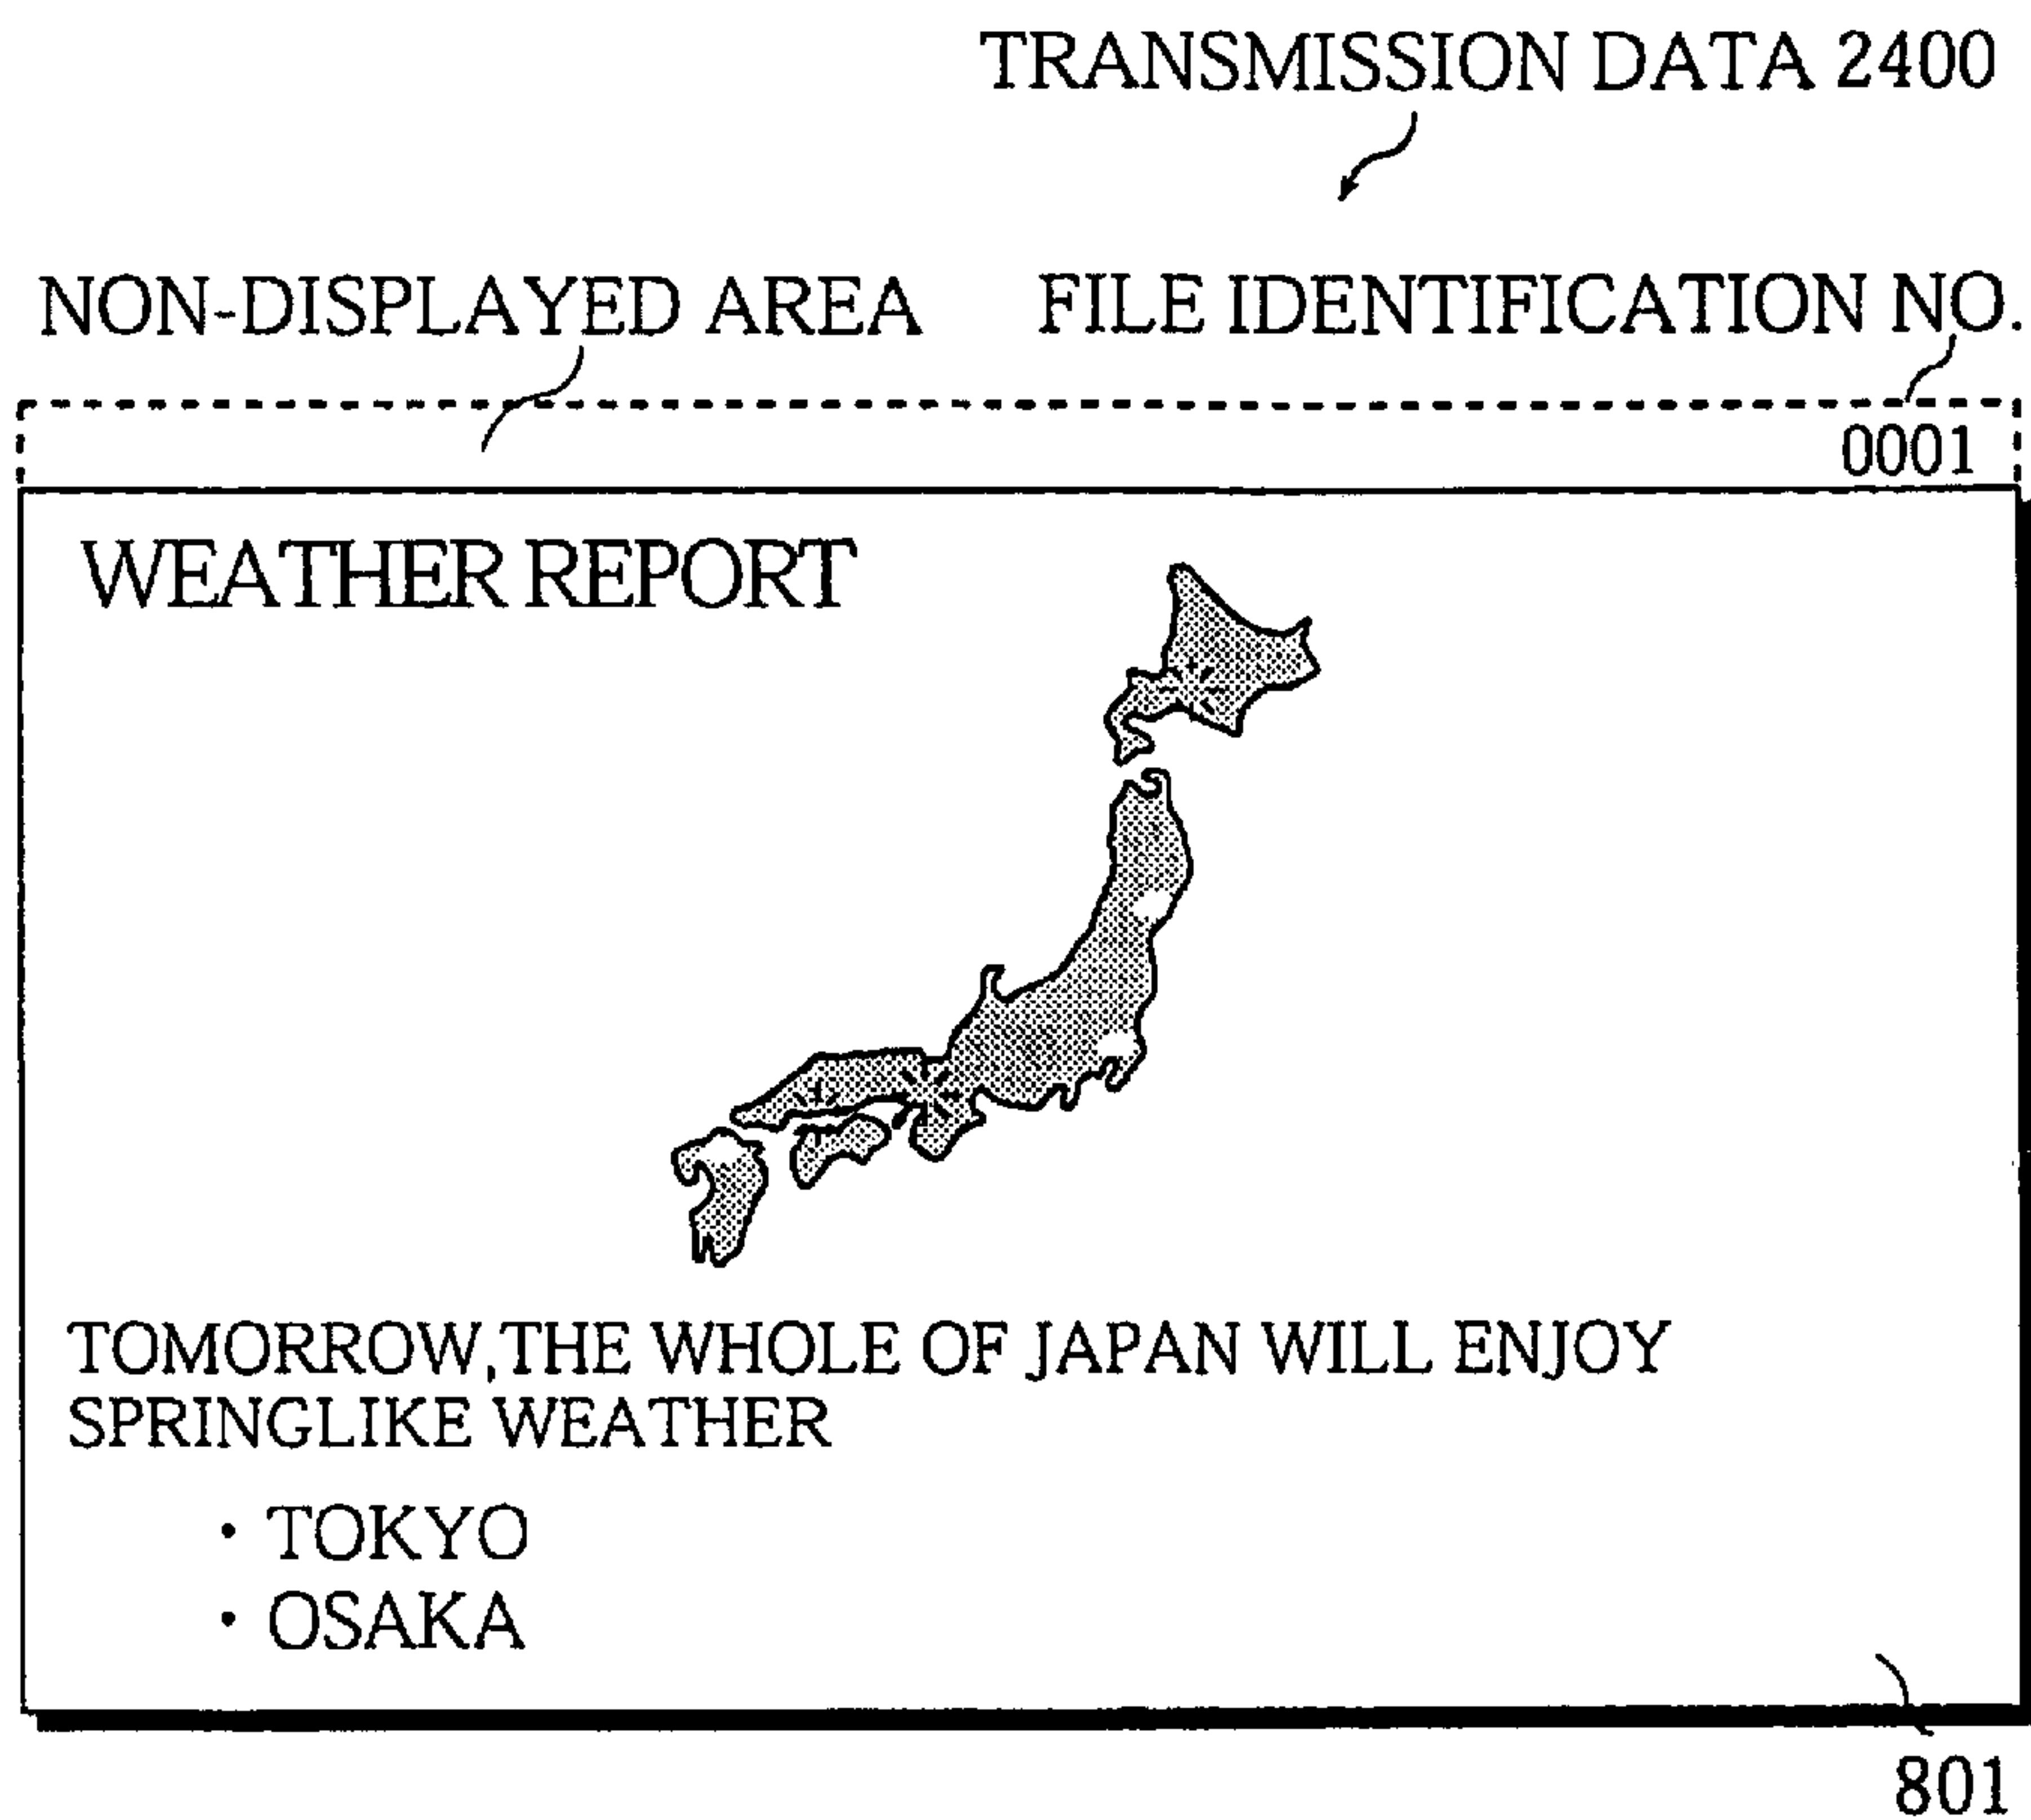 TRANSMISSION DATA 2400
NON-DISPLAYED AREA
FILE IDENTIFICATION NO.
0001
WEATHER REPORT
TOMORROW,THE WHOLE OF JAPAN WILL ENJOY
SPRINGLIKE WEATHER
・TOKYO
・OSAKA
801